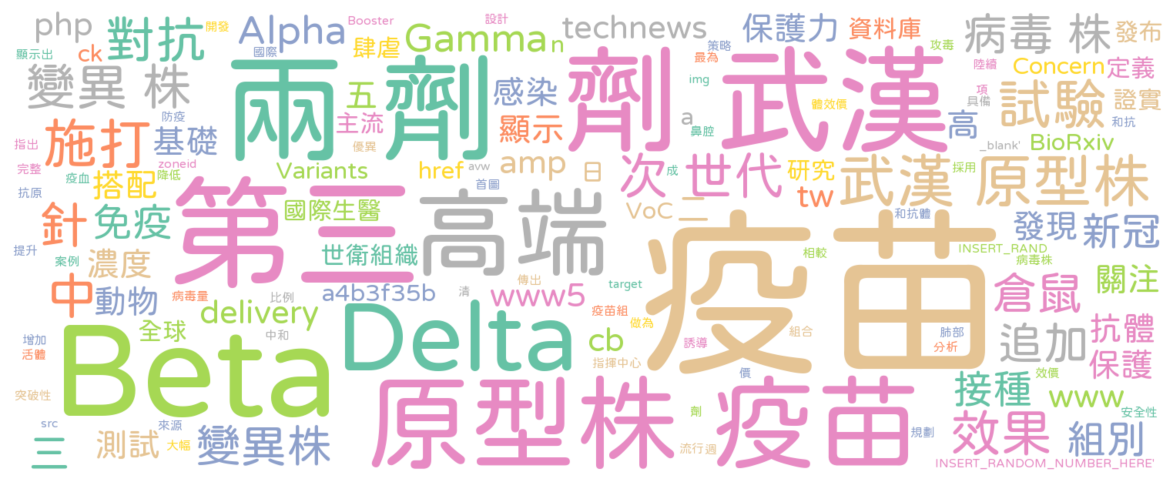 php
對抗
Booster
開發
設計
Alpha
technews
保護力
資料庫
病毒 株
發布
顯示出
ck
國際
肆虐
Gamma
n
策略
最為
攻毒
陸續
Concern
定義
變異 株
兩劑
劑
武漢
五
感染
img
體效價
項
具備
試驗
證實
防疫
施打
基礎
主流
顯示
a
鼻腔
高
和抗
指出
優異
_blank'
BioRxiv
完整
zoneid
降低
Variants
href
avw
amp
日
次 世代
成
研究
採用
疫血
抗原
搭配
首圖
tw
武漢 原型株
針
免疫
第三
國際生醫
高端
VoC
二
和抗體
發現
新冠
世衛組織
疫苗
INSERT_RAND
提升
案例
濃度
相較
病毒株
關注
傳出
target
中
動物
病毒量
比例
a4b3f35b
清
www5
倉鼠
delivery
疫苗組
做為
全球
中和
Delta
cb
誘導
組合
肺部
分析
追加
抗體
增加
活體
Beta
指揮中心
保護
原型株
疫苗
價
接種
效價
www
突破性
劑
安全性
src
來源
三
測試
大幅
變異株
流行
週
規劃
效果
組別
INSERT_RANDOM_NUMBER_HERE'